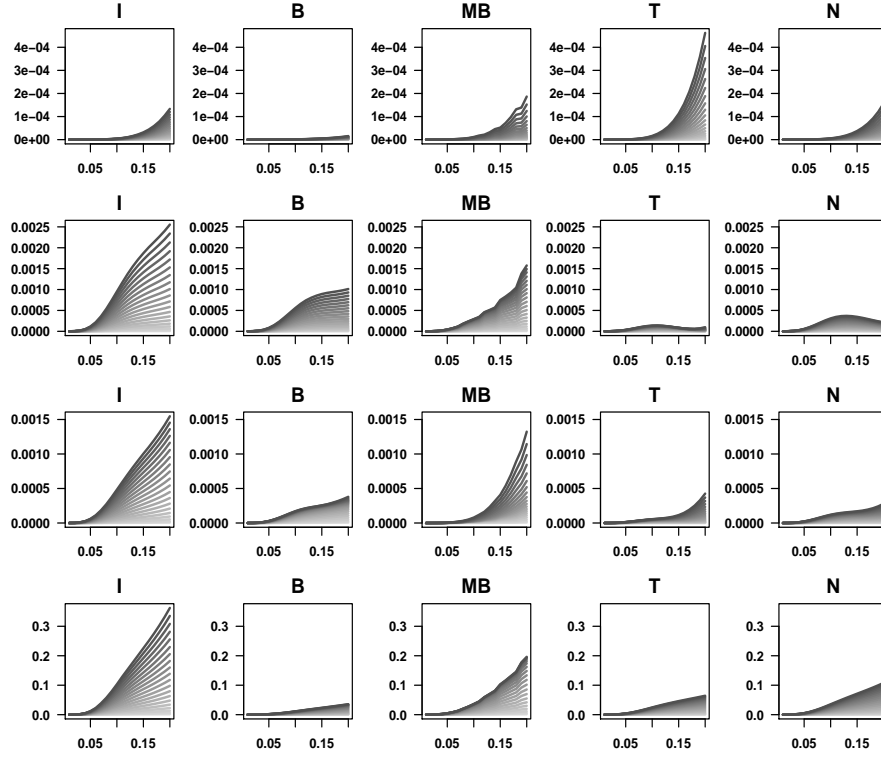 I B MB T N
4e−04 4e−04 4e−04 4e−04 4e−04
3e−04 3e−04 3e−04 3e−04 3e−04
2e−04 2e−04 2e−04 2e−04 2e−04
1e−04 1e−04 1e−04 1e−04 1e−04
0e+00 0e+00 0e+00 0e+00 0e+00
0.05 0.15 0.05 0.15 0.05 0.15 0.05 0.15 0.05 0.15
I B MB T N
0.0025 0.0025 0.0025 0.0025 0.0025
0.0020 0.0020 0.0020 0.0020 0.0020
0.0015 0.0015 0.0015 0.0015 0.0015
0.0010 0.0010 0.0010 0.0010 0.0010
0.0005 0.0005 0.0005 0.0005 0.0005
0.0000 0.0000 0.0000 0.0000 0.0000
0.05 0.15 0.05 0.15 0.05 0.15 0.05 0.15 0.05 0.15
I B MB T N
0.0015 0.0015 0.0015 0.0015 0.0015
0.0010 0.0010 0.0010 0.0010 0.0010
0.0005 0.0005 0.0005 0.0005 0.0005
0.0000 0.0000 0.0000 0.0000 0.0000
0.05 0.15 0.05 0.15 0.05 0.15 0.05 0.15 0.05 0.15
I B MB T N
0.3 0.3 0.3 0.3 0.3
0.2 0.2 0.2 0.2 0.2
0.1 0.1 0.1 0.1 0.1
0.0 0.0 0.0 0.0 0.0
0.05 0.15 0.05 0.15 0.05 0.15 0.05 0.15 0.05 0.15